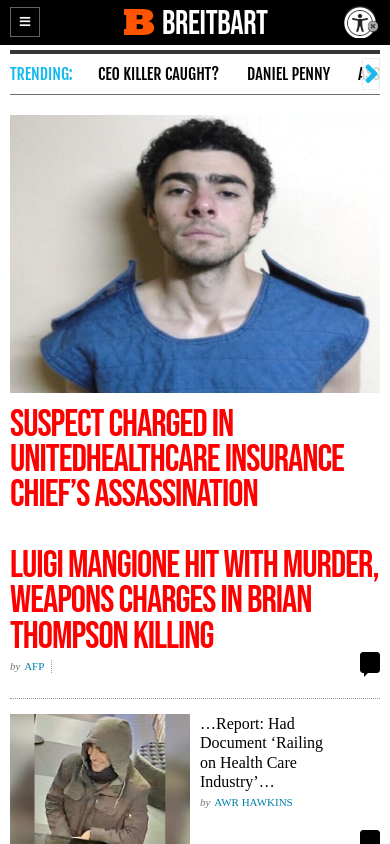 BREITBART
TRENDING:
CEO KILLER CAUGHT?
DANIEL PENNY
SUSPECT CHARGED IN
UNITEDHEALTHCARE INSURANCE
CHIEF’S ASSASSINATION
LUIGI MANGIONE HIT WITH MURDER,
WEAPONS CHARGES IN BRIAN
THOMPSON KILLING
by AFP
…Report: Had
Document ‘Railing
on Health Care
Industry’…
by AWR HAWKINS